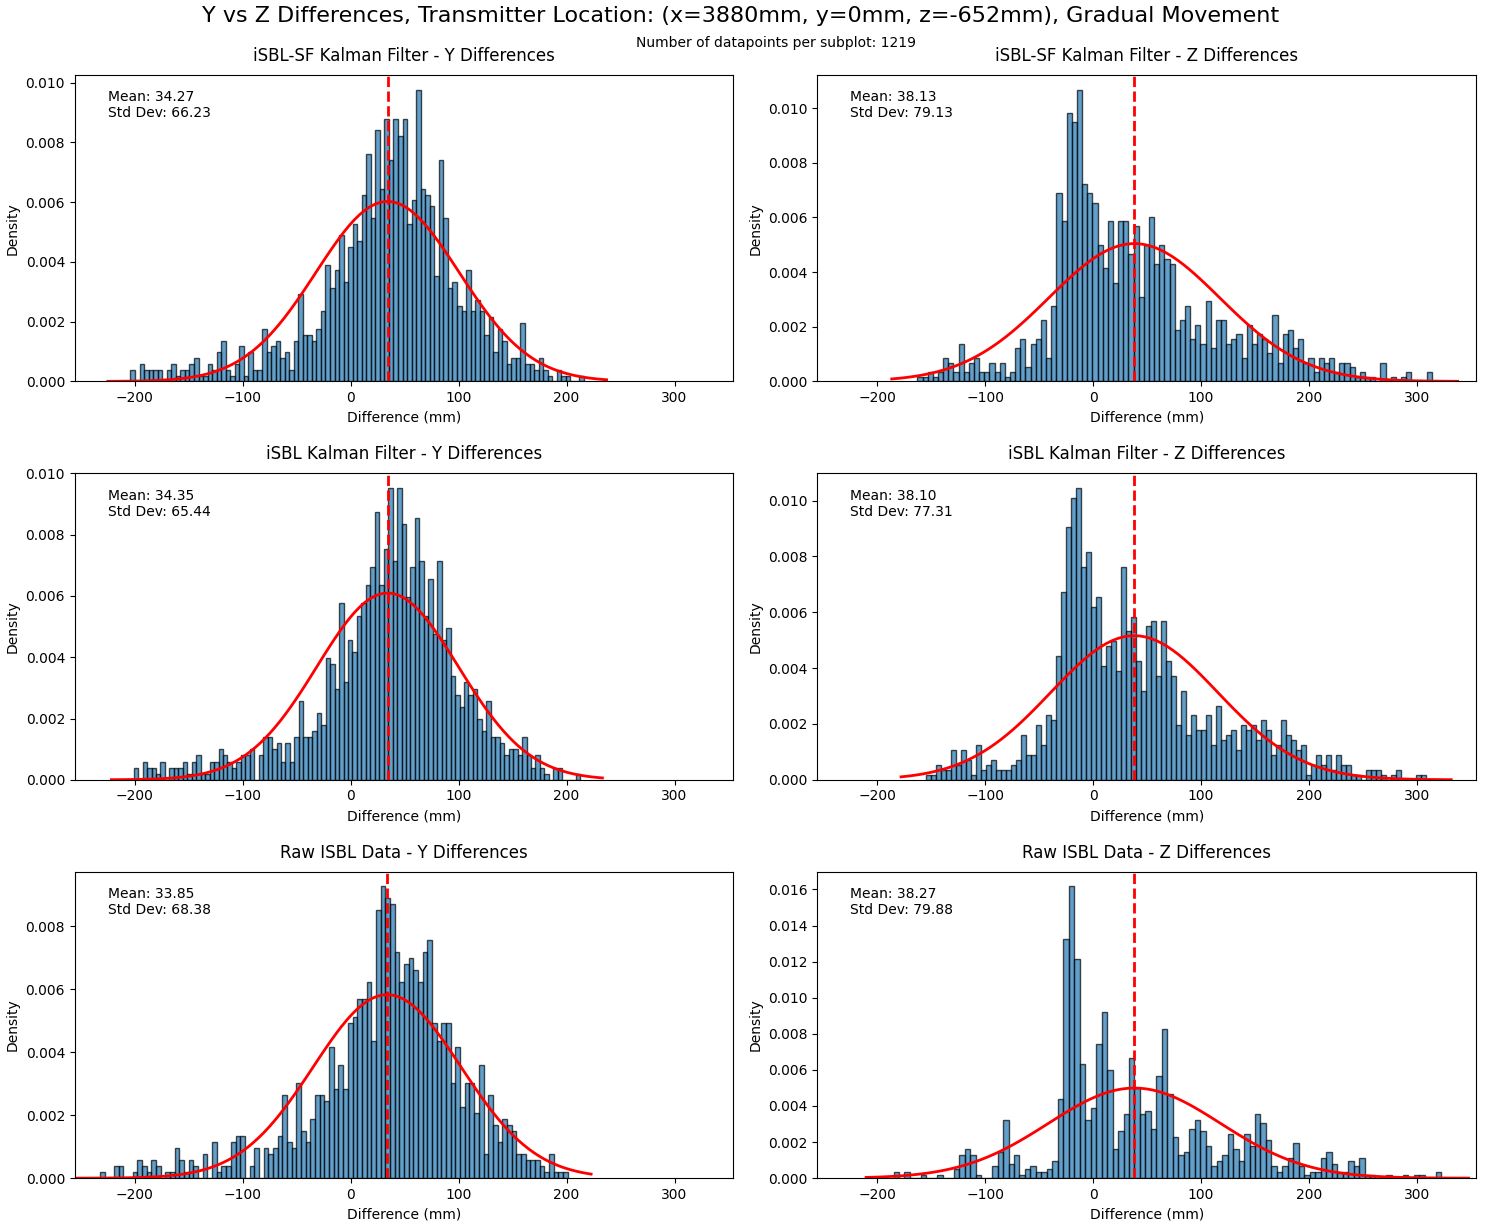 Y vs Z Differences, Transmitter Location: (x=3880mm, y=0mm, z=-652mm), Gradual Movement
Number of datapoints per subplot: 1219
iSBL-SF Kalman Filter - Y Differences
Mean: 34.27
Std Dev: 66.23
0.010
0.008
0.006
0.004
0.002
0.000
Density
−200 −100 0 100 200 300
Difference (mm)
iSBL-SF Kalman Filter - Z Differences
Mean: 38.13
Std Dev: 79.13
0.010
0.008
0.006
0.004
0.002
0.000
Density
−200 −100 0 100 200 300
Difference (mm)
iSBL Kalman Filter - Y Differences
Mean: 34.35
Std Dev: 65.44
0.010
0.008
0.006
0.004
0.002
0.000
Density
−200 −100 0 100 200 300
Difference (mm)
iSBL Kalman Filter - Z Differences
Mean: 38.10
Std Dev: 77.31
0.010
0.008
0.006
0.004
0.002
0.000
Density
−200 −100 0 100 200 300
Difference (mm)
Raw ISBL Data - Y Differences
Mean: 33.85
Std Dev: 68.38
0.008
0.006
0.004
0.002
0.000
Density
−200 −100 0 100 200 300
Difference (mm)
Raw ISBL Data - Z Differences
Mean: 38.27
Std Dev: 79.88
0.016
0.014
0.012
0.010
0.008
0.006
0.004
0.002
0.000
Density
−200 −100 0 100 200 300
Difference (mm)